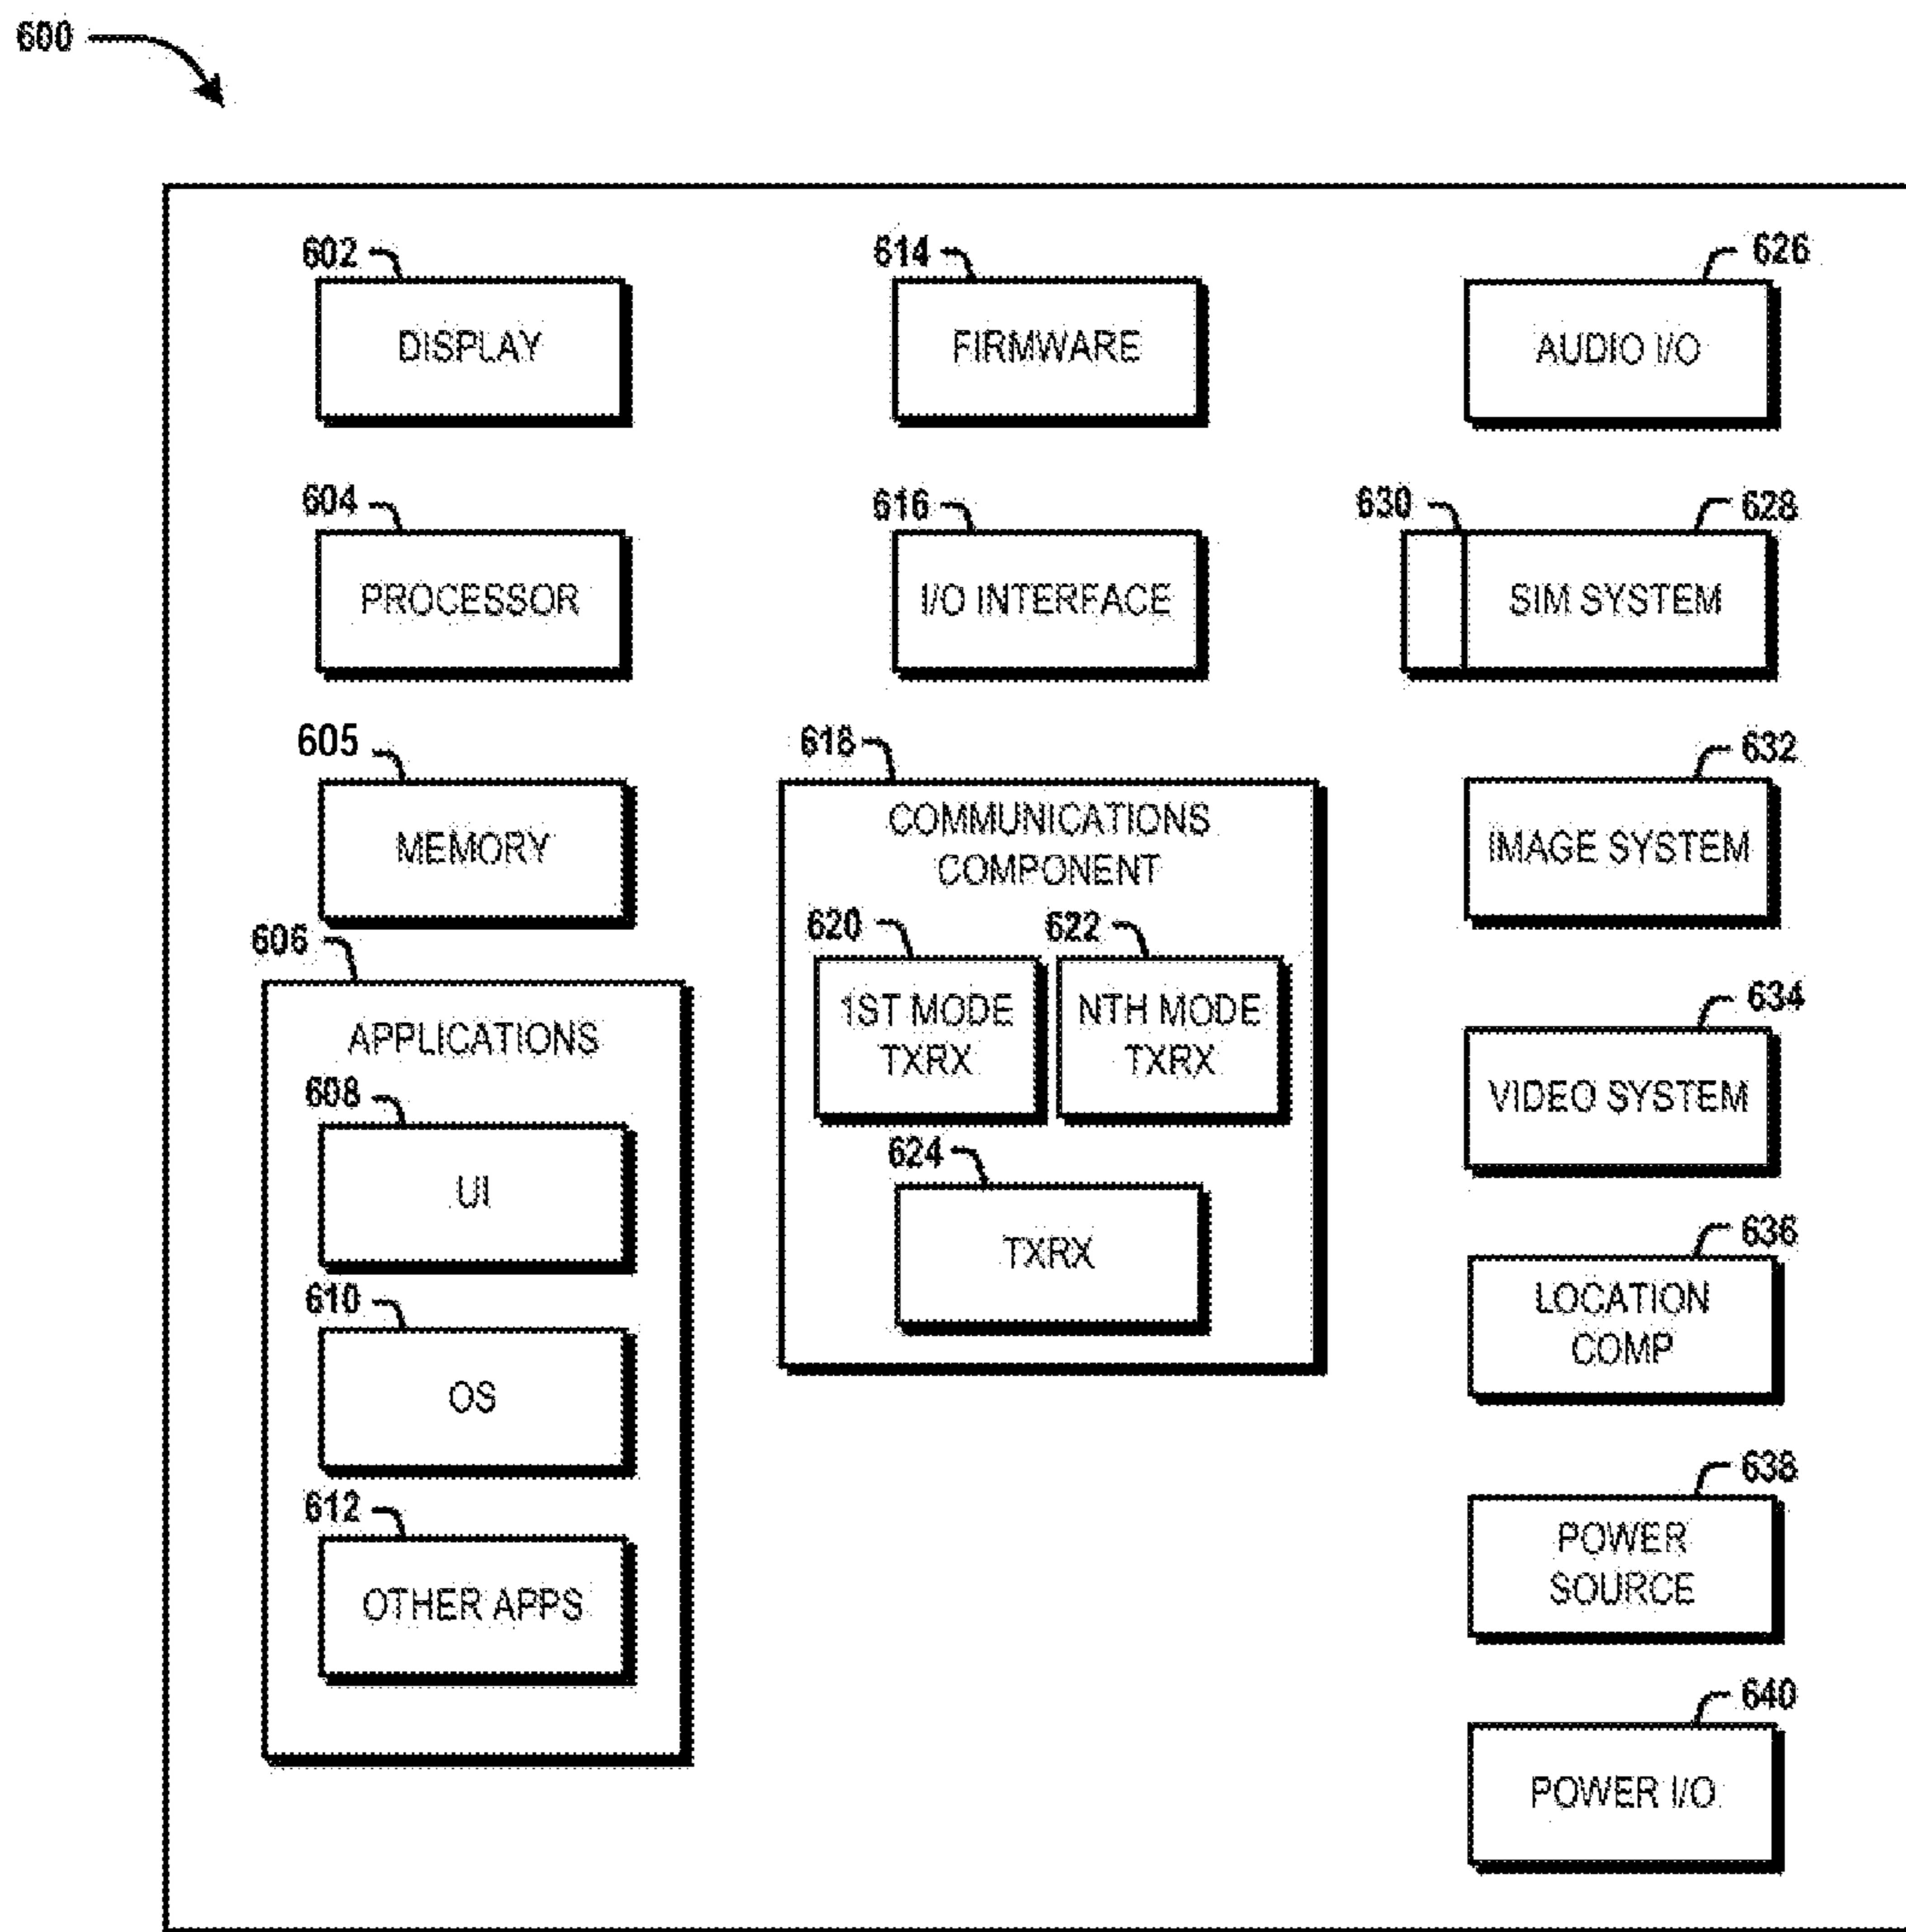 600
602
DISPLAY
604
PROCESSOR
605
MEMORY
606
APPLICATIONS
608
UI
610
OS
612
OTHER APPS
614
FIRMWARE
616
I/O INTERFACE
618
COMMUNICATIONS
COMPONENT
620
1ST MODE
TXRX
622
NTH MODE
TXRX
624
TXRX
626
AUDIO I/O
630
628
SIM SYSTEM
632
IMAGE SYSTEM
634
VIDEO SYSTEM
636
LOCATION
COMP
638
POWER
SOURCE
640
POWER I/O